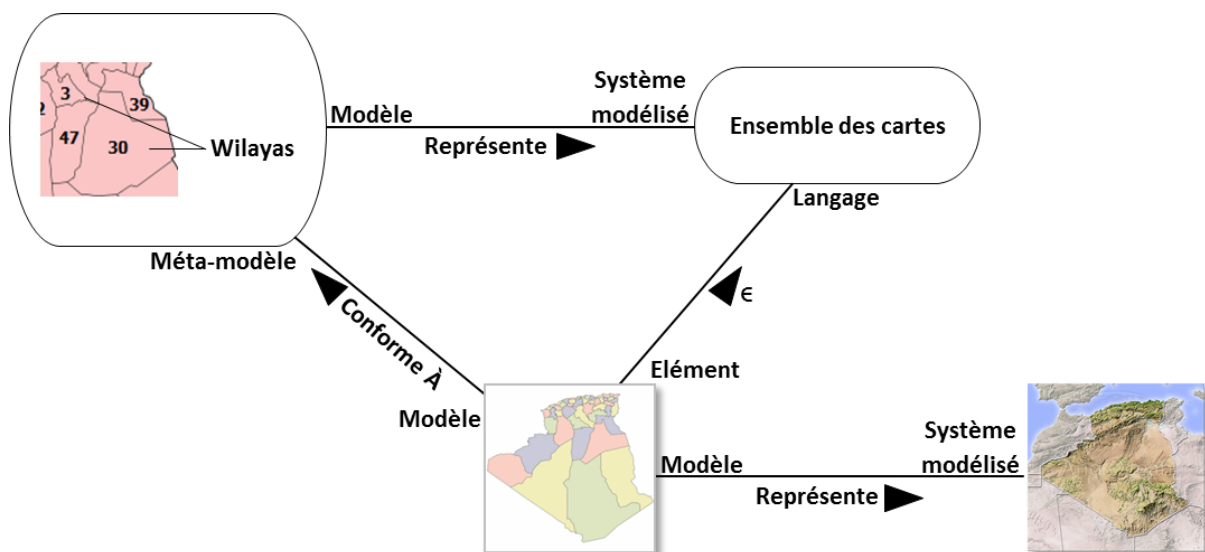 3
39
2
47
30
Wilayas
Modèle
Représente
Système
modélisé
Ensemble des cartes
Méta-modèle
Langage
Conforme À
ϵ
Elément
Modèle
Modèle
Représente
Système
modélisé